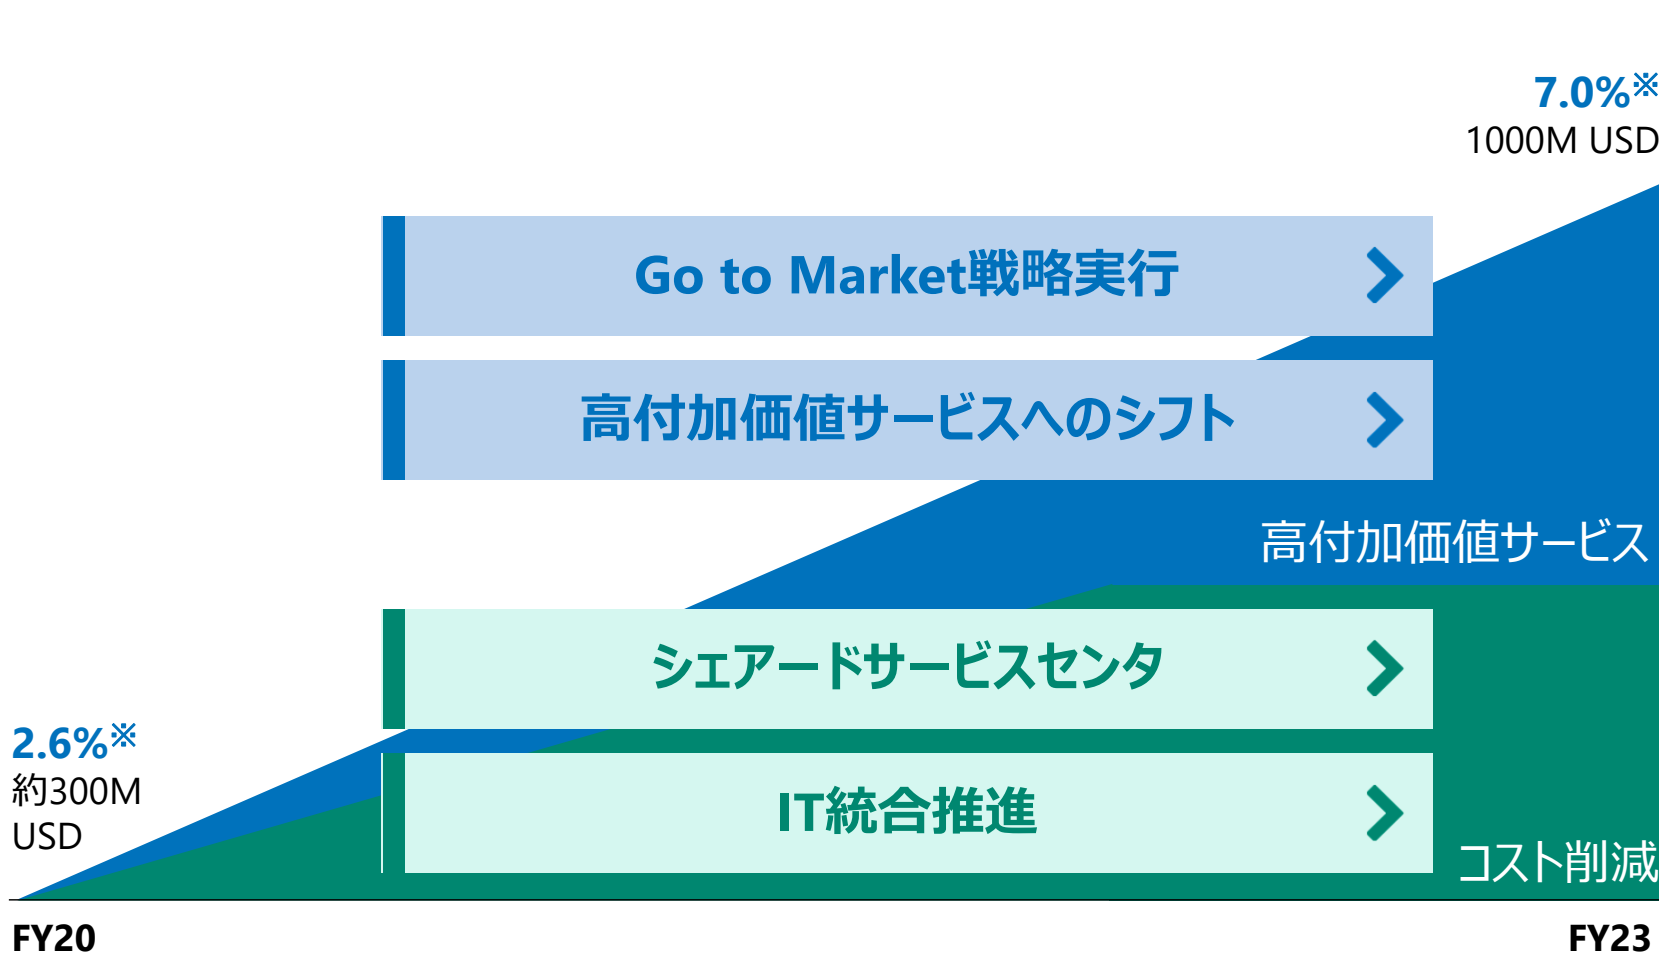 7.0%※
1000M USD
Go to Market戦略実行
高付加価値サービスへのシフト
高付加価値サービス
シェアードサービスセンタ
2.6%※
約300M
USD
IT統合推進
コスト削減
FY20
FY23